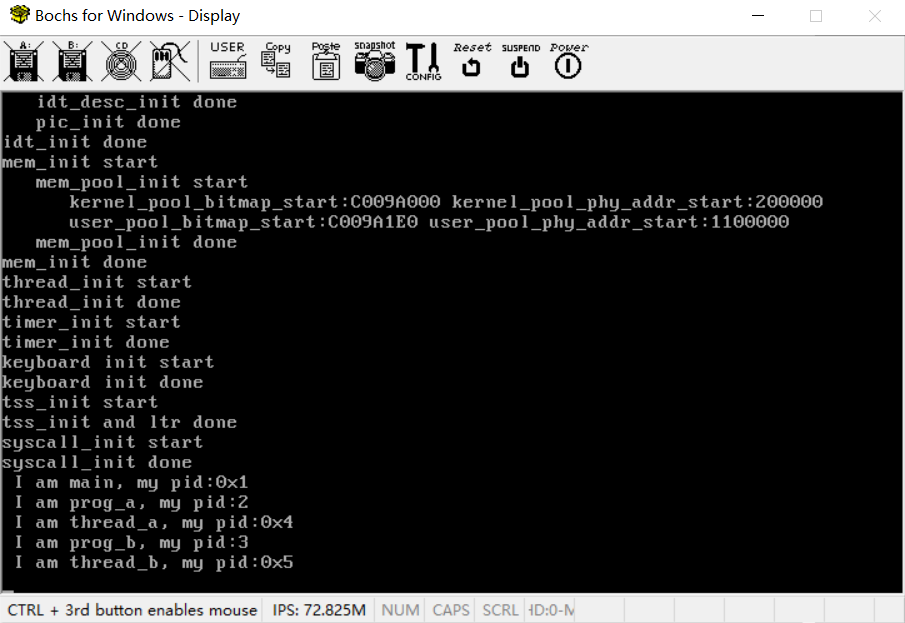 Bochs for Windows - Display
A: B: CD USER Copy Paste snapshot CONFIG Reset SUSPEND Power
idt_desc_init done
pic_init done
idt_init done
mem_init start
mem_pool_init start
kernel_pool_bitmap_start:C009A000 kernel_pool_phy_addr_start:200000
user_pool_bitmap_start:C009A1E0 user_pool_phy_addr_start:1100000
mem_pool_init done
mem_init done
thread_init start
thread_init done
timer_init start
timer_init done
keyboard init start
keyboard init done
tss_init start
tss_init and ltr done
syscall_init start
syscall_init done
I am main, my pid:0x1
I am prog_a, my pid:2
I am thread_a, my pid:0x4
I am prog_b, my pid:3
I am thread_b, my pid:0x5
CTRL + 3rd button enables mouse IPS: 72.825M NUM CAPS SCRL